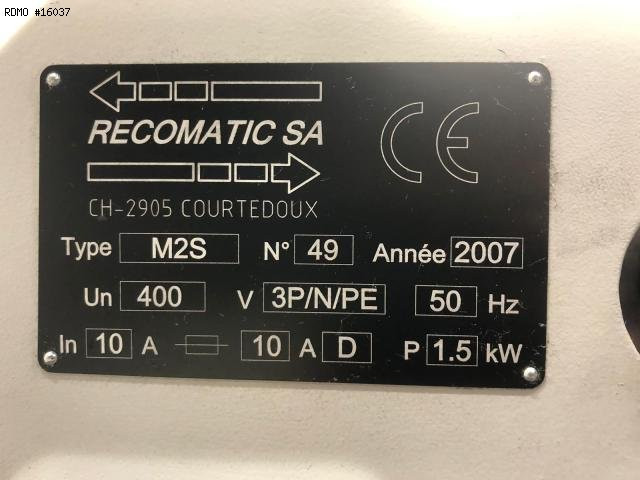 RDMO #16037
RECOMATIC SA
CE
CH-2905 COURTEDOUX
Type M2S N° 49 Année 2007
Un 400 V 3P/N/PE 50 Hz
In 10 A 10 A D P 1.5 kW